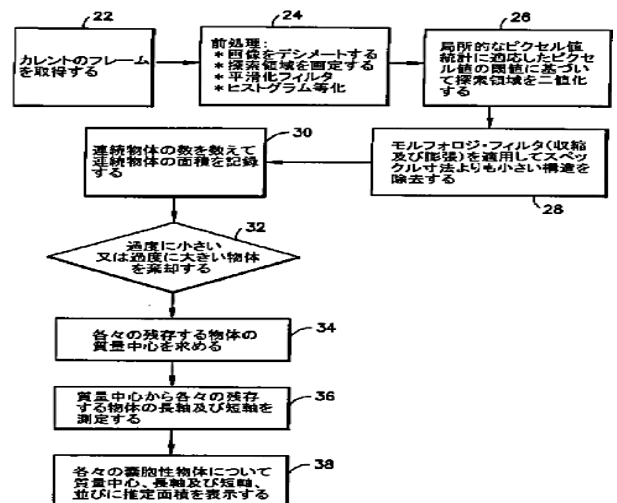 22
カレントのフレーム
を取得する
24
前処理:
*画像をデシメートする
*探索領域を画定する
*平滑化フィルタ
*ヒストグラム等化
26
局所的なピクセル値
統計に適応したピクセ
ル値の閾値に基づい
て探索領域を二値化
する
モルフォロジ・フィルタ(収縮
及び膨張)を適用してスペッ
クル寸法よりも小さい構造を
除去する
28
30
連続物体の数を数えて
連続物体の面積を記録
する
32
過度に小さい
又は過度に大きい物体
を棄却する
34
各々の残存する物体の
質量中心を求める
36
質量中心から各々の残存
する物体の長軸及び短軸を
測定する
38
各々の嚢胞性物体について
質量中心、長軸及び短軸、
並びに推定面積を表示する